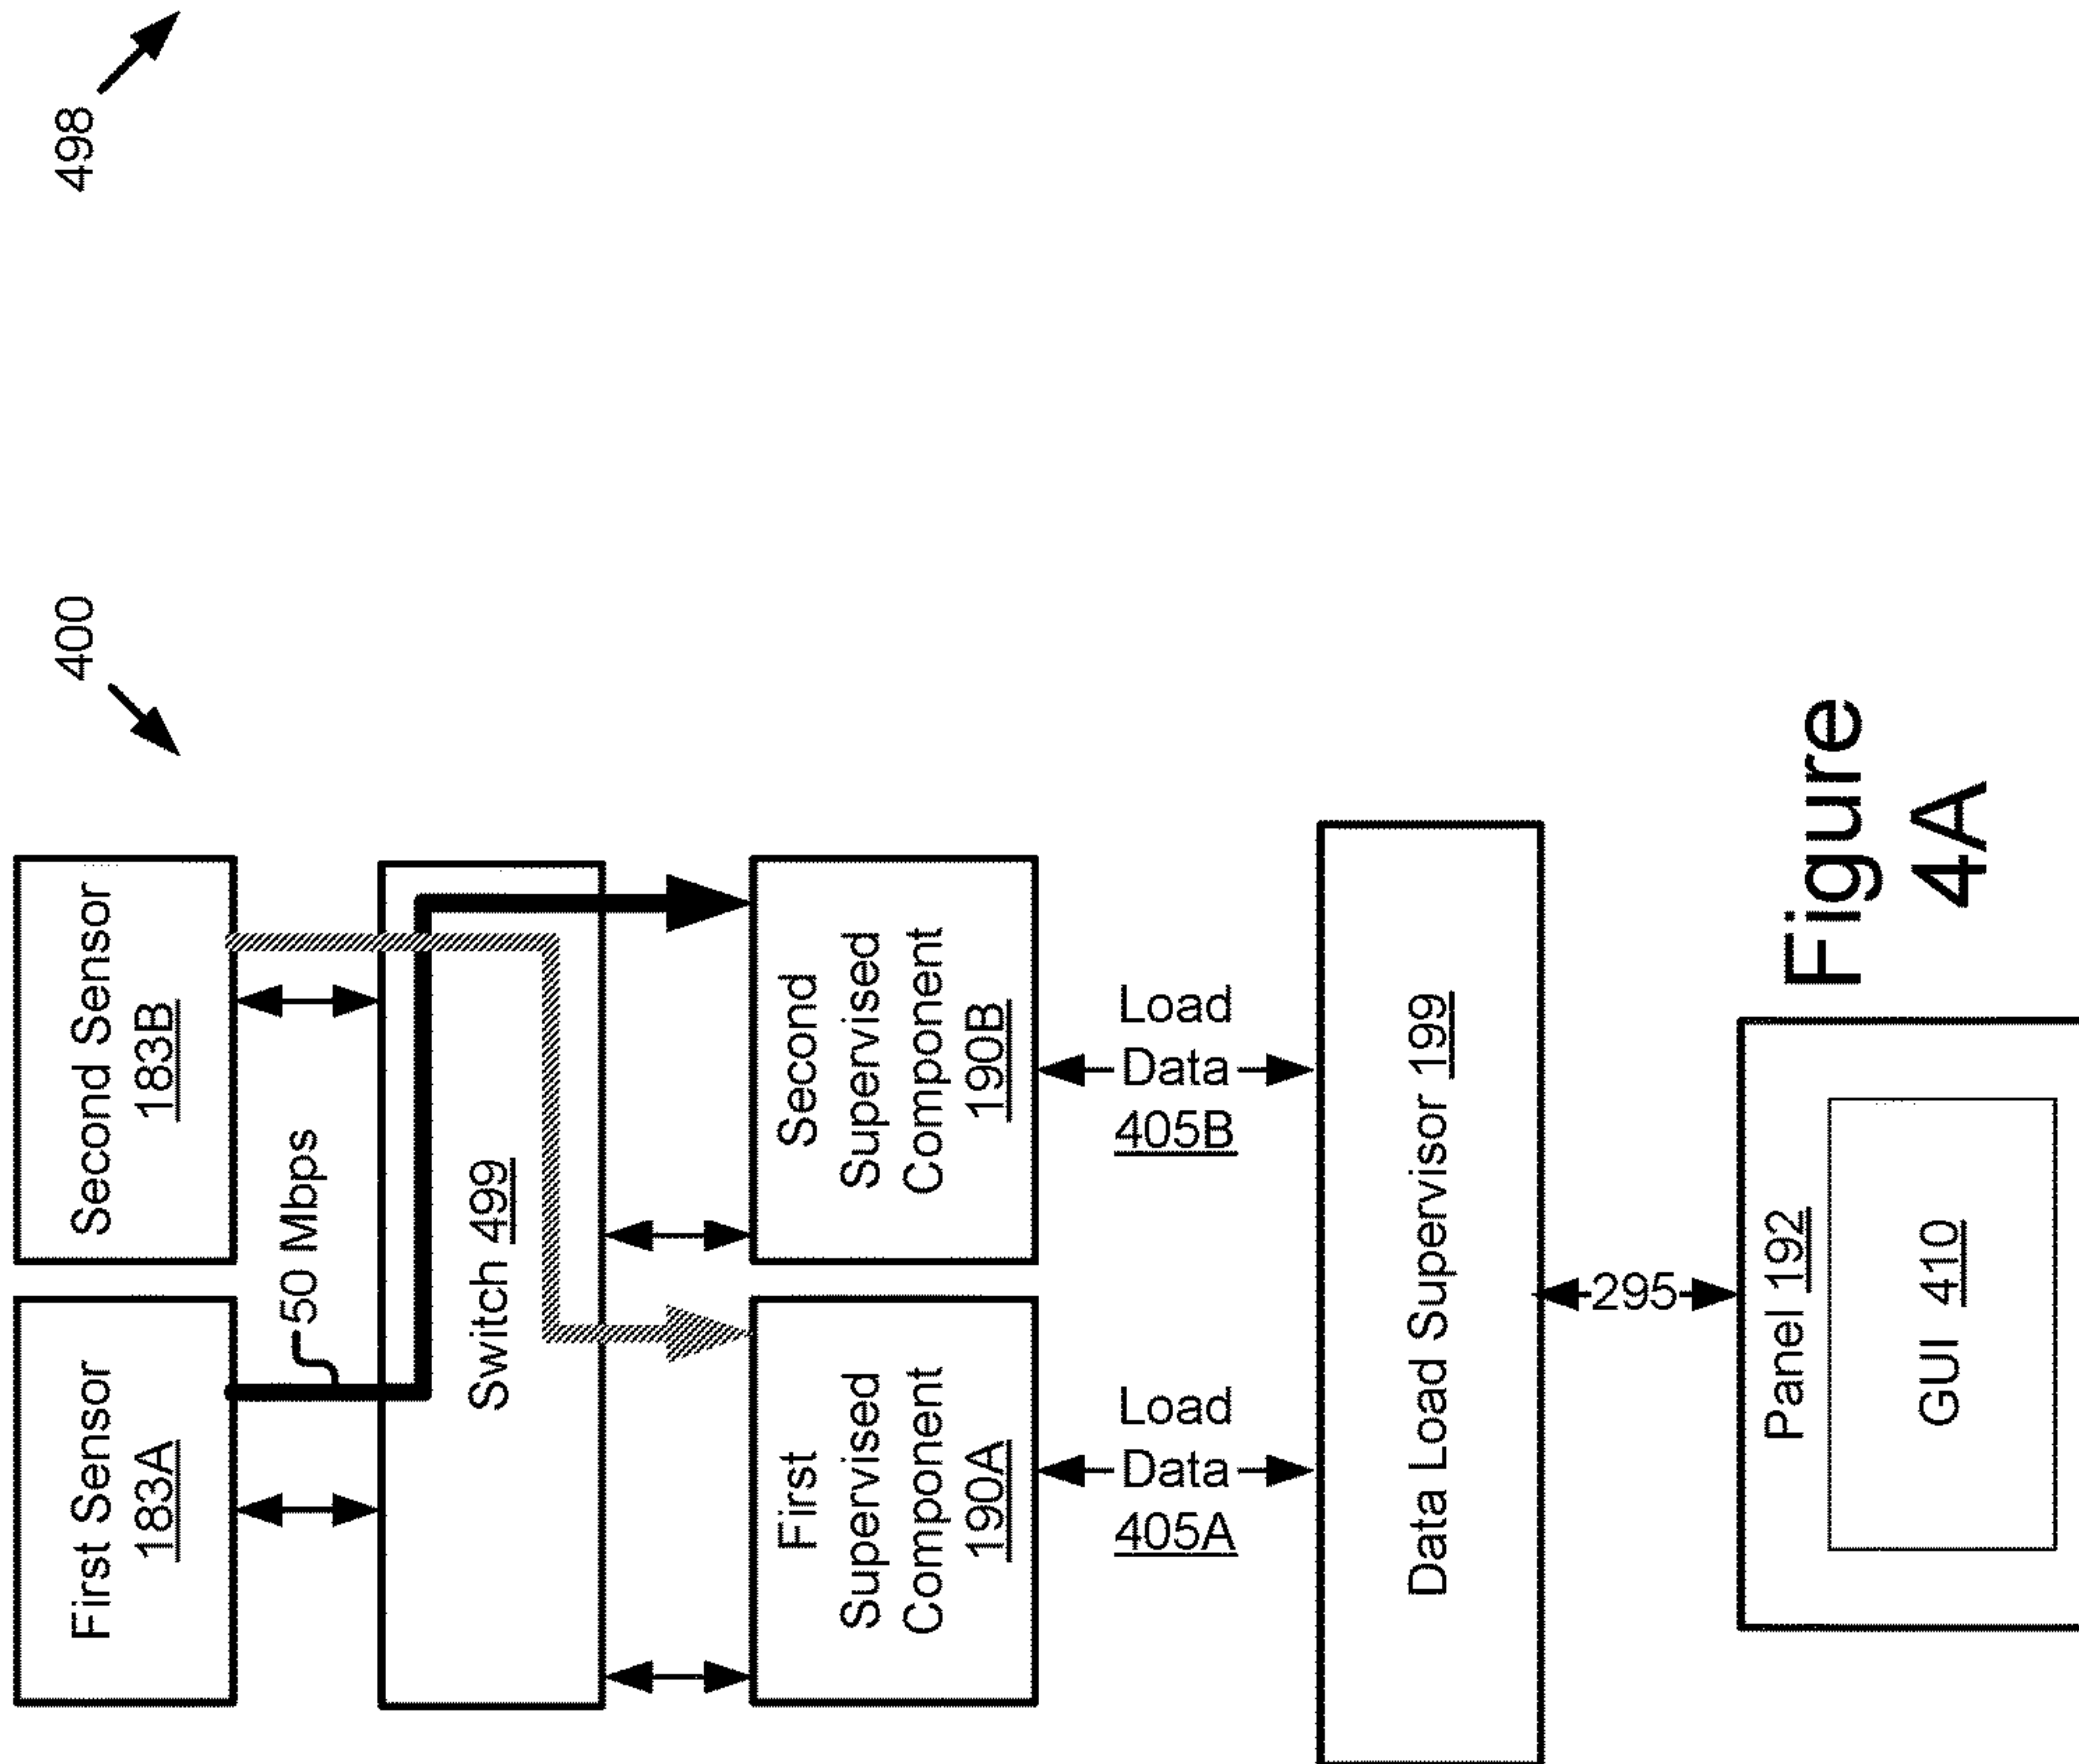 498
400
First Sensor
183A
Second Sensor
183B
50 Mbps
Switch 499
First
Supervised
Component
190A
Second
Supervised
Component
190B
Load
Data
405A
Load
Data
405B
Data Load Supervisor 199
295
Panel 192
GUI 410
Figure
4A